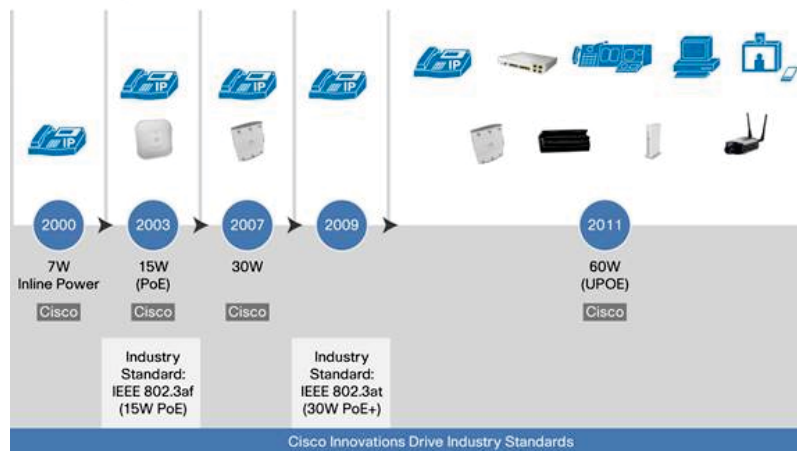 IP
IP
IP
IP
IP
2000
2003
2007
2009
2011
7W
Inline Power
Cisco
15W
(PoE)
Cisco
30W
Cisco
60W
(UPOE)
Cisco
Industry
Standard:
IEEE 802.3af
(15W PoE)
Industry
Standard:
IEEE 802.3at
(30W PoE+)
Cisco Innovations Drive Industry Standards